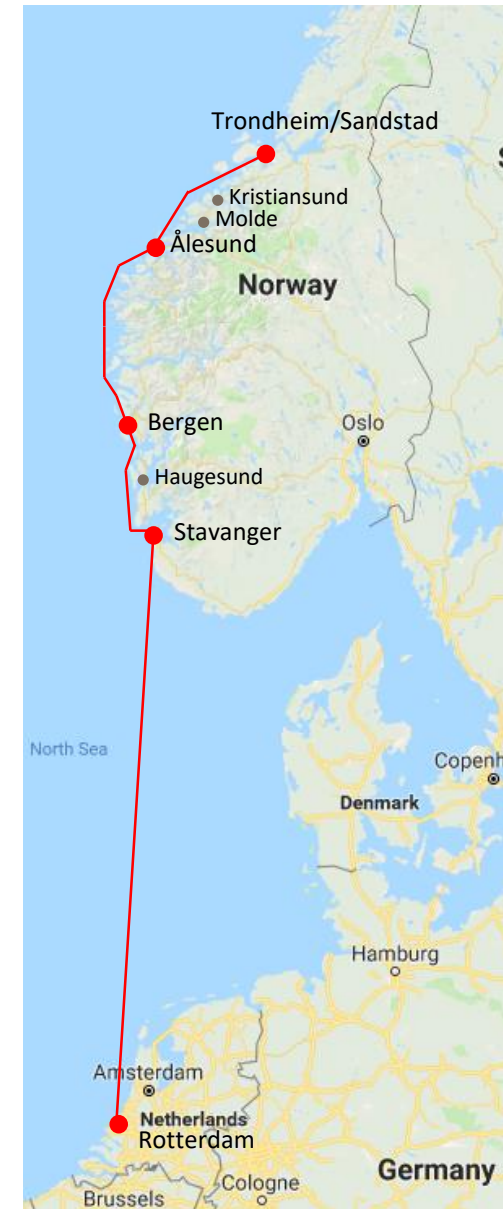 Trondheim/Sandstad
S
Kristiansund
Molde
Ålesund
Norway
Bergen
Oslo
Haugesund
Stavanger
North Sea
Copenh
Denmark
Hamburg
Amsterdam
Netherlands
Rotterdam
Cologne
Germany
Brussels